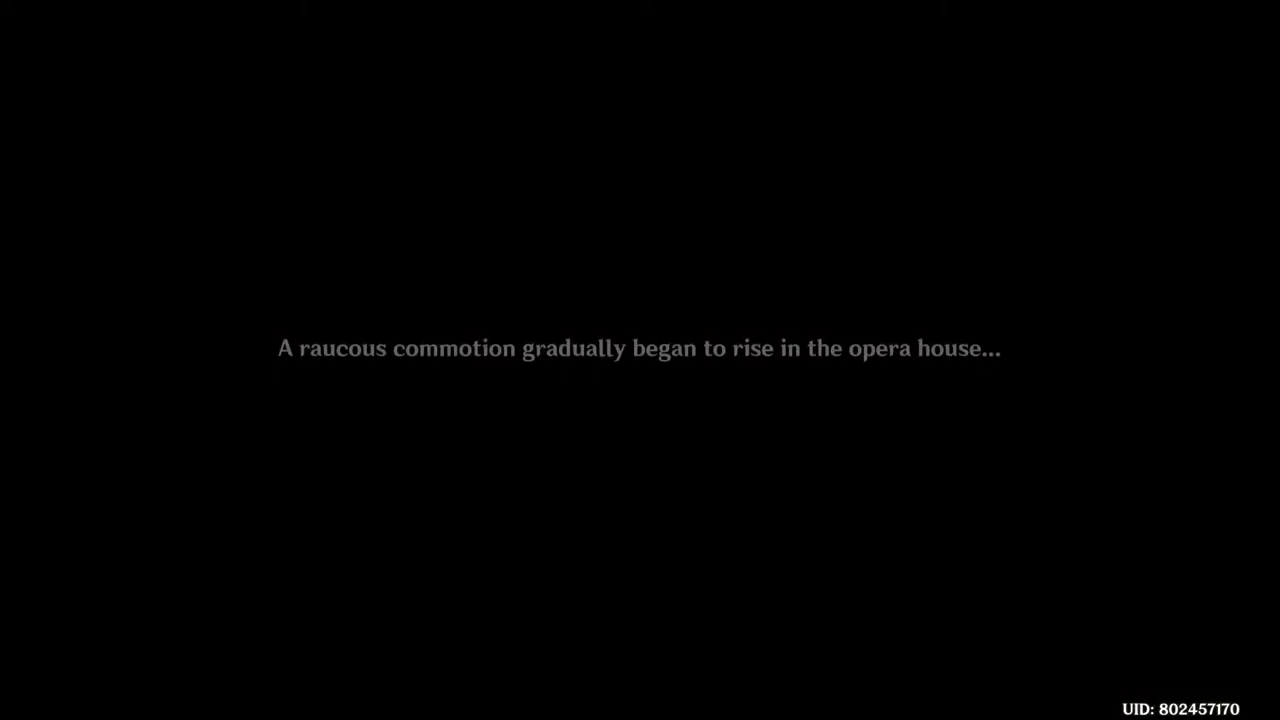 A raucous commotion gradually began to rise in the opera house...
UID: 802457170